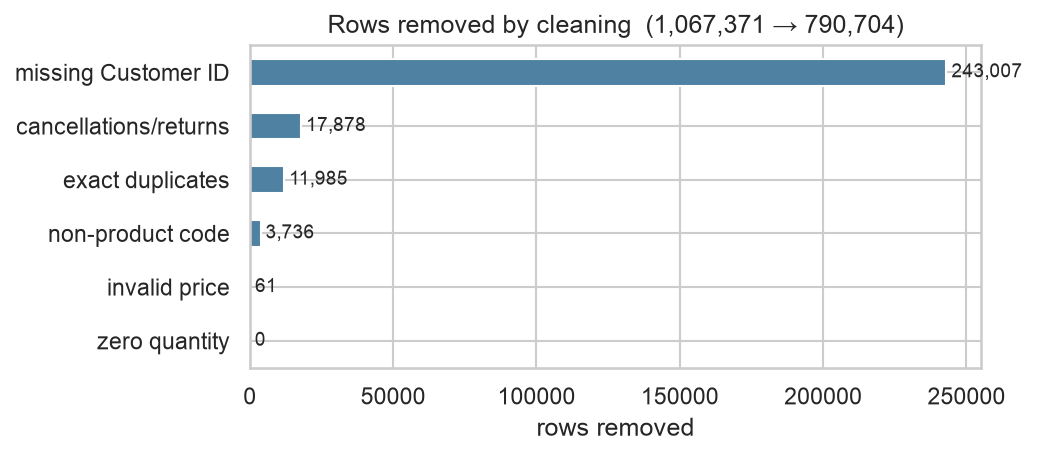 Rows removed by cleaning (1,067,371 → 790,704)
missing Customer ID 243,007
cancellations/returns 17,878
exact duplicates 11,985
non-product code 3,736
invalid price 61
zero quantity 0
0 50000 100000 150000 200000 250000
rows removed